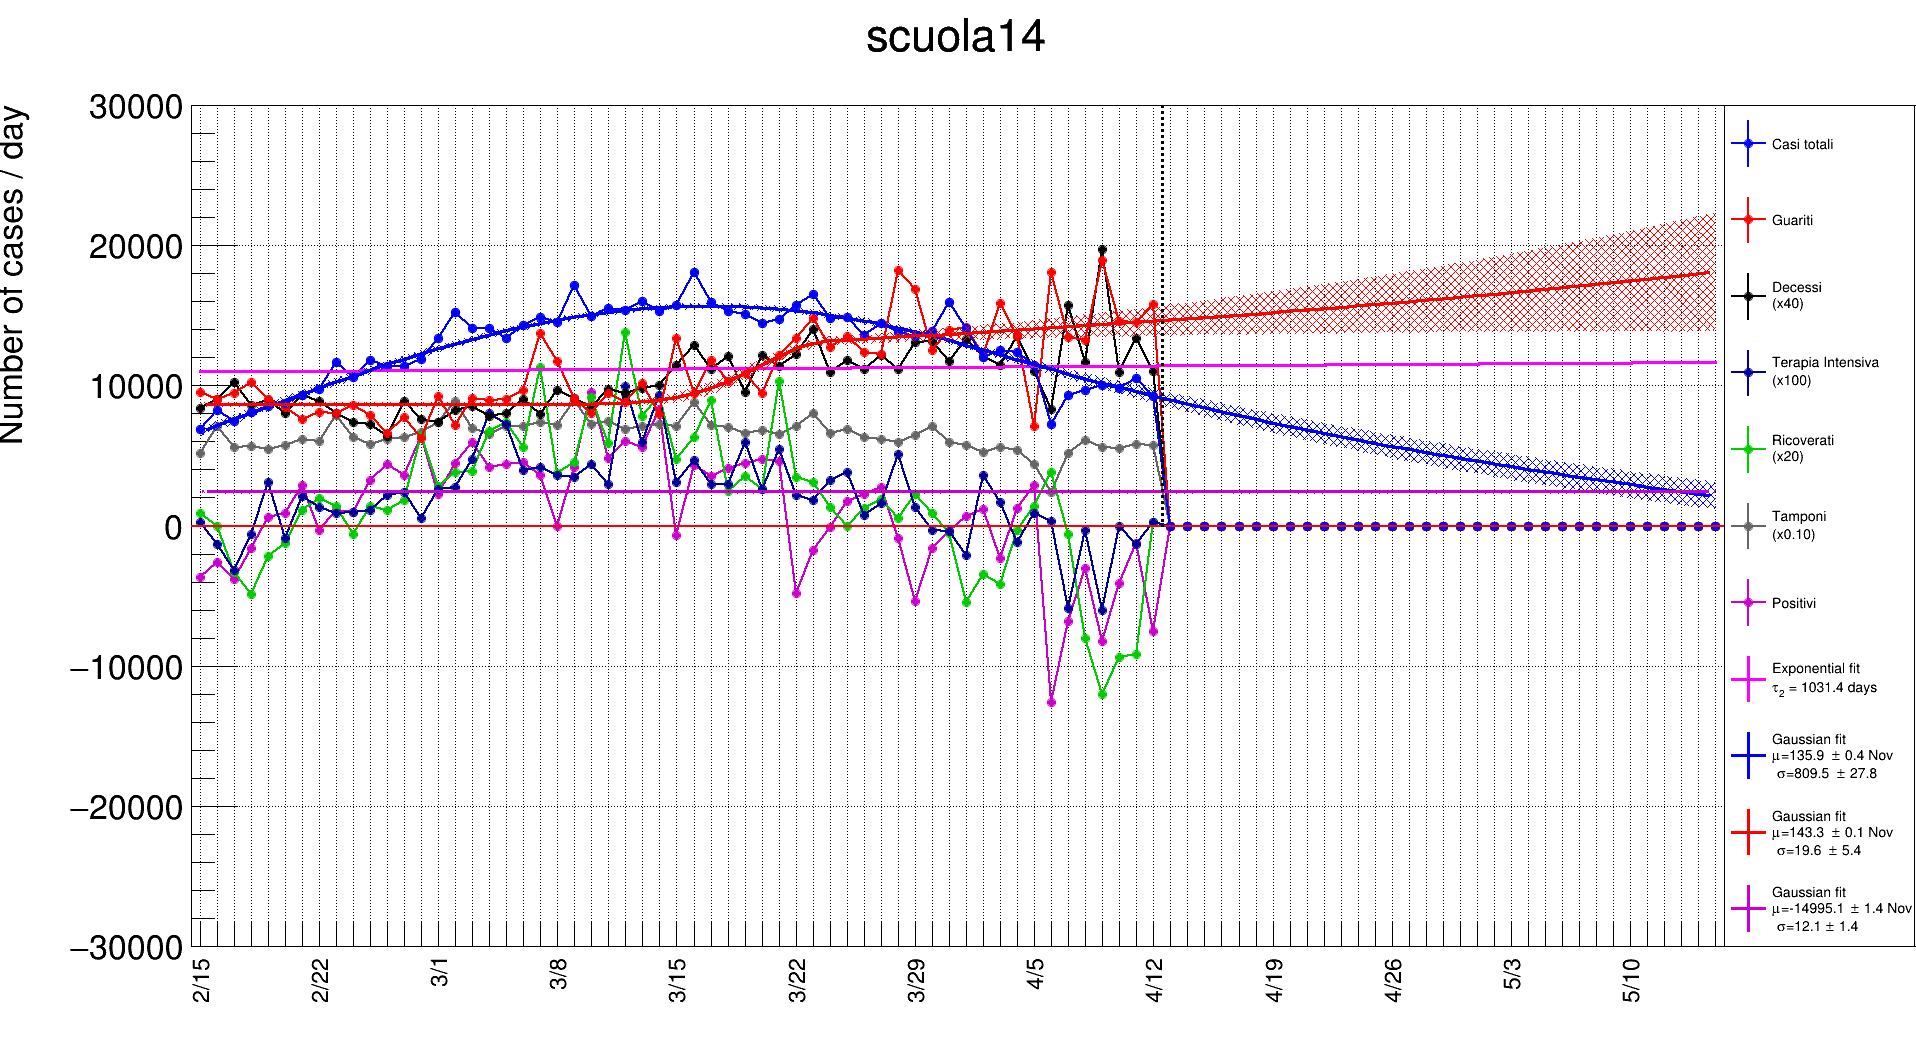 scuola14
Number of cases / day
30000
20000
10000
0
−10000
−20000
−30000
2/15
2/22
3/1
3/8
3/15
3/22
3/29
4/5
4/12
4/19
4/26
5/3
5/10
Casi totali
Guariti
Decessi
(x40)
Terapia Intensiva
(x100)
Ricoverati
(x20)
Tamponi
(x0.10)
Positivi
Exponential fit
τ2 = 1031.4 days
Gaussian fit
μ=135.9 ± 0.4 Nov
σ=809.5 ± 27.8
Gaussian fit
μ=143.3 ± 0.1 Nov
σ=19.6 ± 5.4
Gaussian fit
μ=-14995.1 ± 1.4 Nov
σ=12.1 ± 1.4